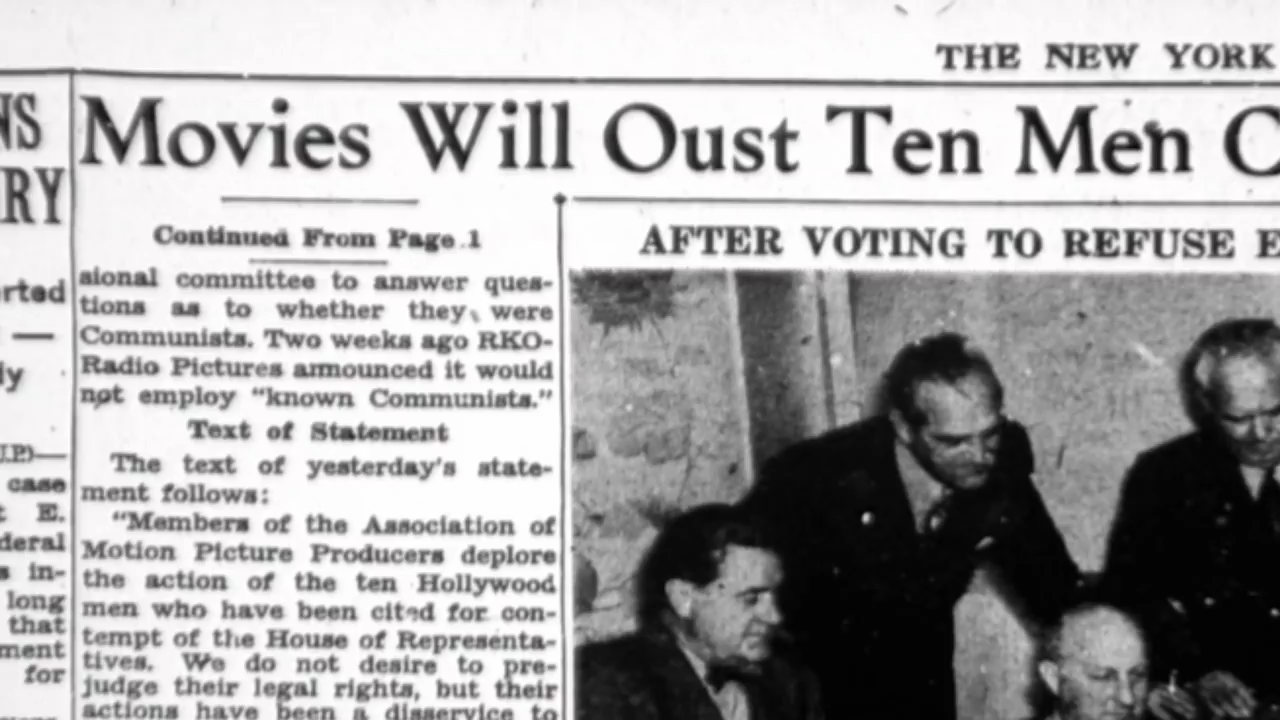 THE NEW YORK
NS
RY
rted
—
ly
U.P.)—
case
t E.
deral
s in-
long
that
ment
for
Movies Will Oust Ten Men
Continued From Page 1
sional committee to answer ques-
tions as to whether they were
Communists. Two weeks ago RKO-
Radio Pictures announced it would
not employ "known Communists."
Text of Statement
The text of yesterday's state-
ment follows:
"Members of the Association of
Motion Picture Producers deplore
the action of the ten Hollywood
men who have been cited for con-
tempt of the House of Representa-
tives. We do not desire to pre-
judge their legal rights, but their
actions have been a disservice to
AFTER VOTING TO REFUSE E